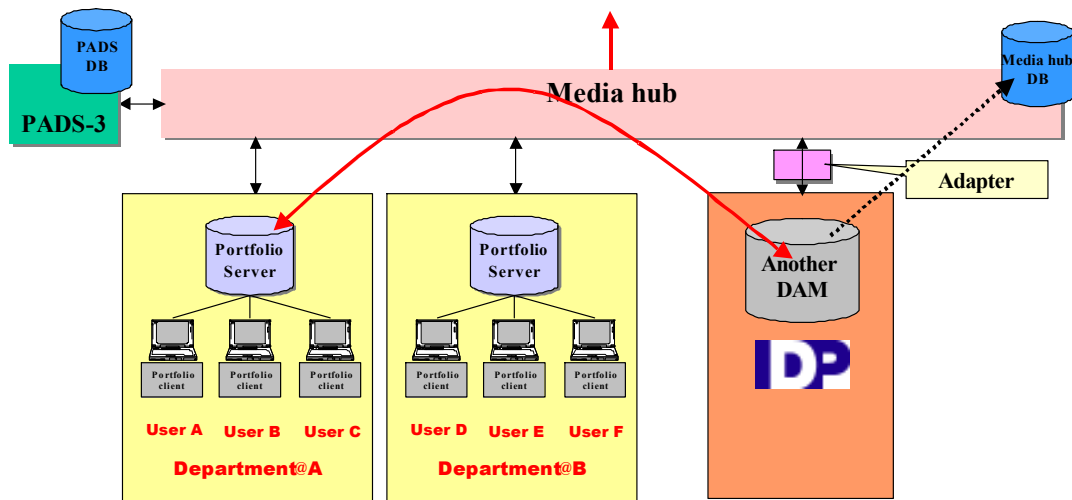 PADS
DB
PADS-3
Media hub
Media hub
DB
Adapter
Portfolio
Server
Portfolio
client
Portfolio
client
Portfolio
client
User A
User B
User C
Department@A
Portfolio
Server
Portfolio
client
Portfolio
client
Portfolio
client
User D
User E
User F
Department@B
Another
DAM
IDP